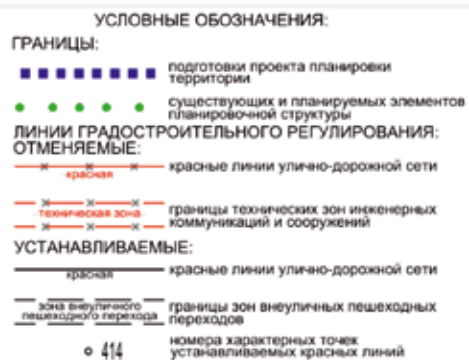 УСЛОВНЫЕ ОБОЗНАЧЕНИЯ:
ГРАНИЦЫ:
подготовки проекта планировки
территории
существующих и планируемых элементов
планировочной структуры
ЛИНИИ ГРАДОСТРОИТЕЛЬНОГО РЕГУЛИРОВАНИЯ:
ОТМЕНЯЕМЫЕ:
красная
красные линии улично-дорожной сети
техническая зона
границы технических зон инженерных
коммуникаций и сооружений
УСТАНАВЛИВАЕМЫЕ:
красная
красные линии улично-дорожной сети
зона внеуличного
пешеходного перехода
границы зон внеуличных пешеходных
переходов
414
номера характерных точек
устанавливаемых красных линий